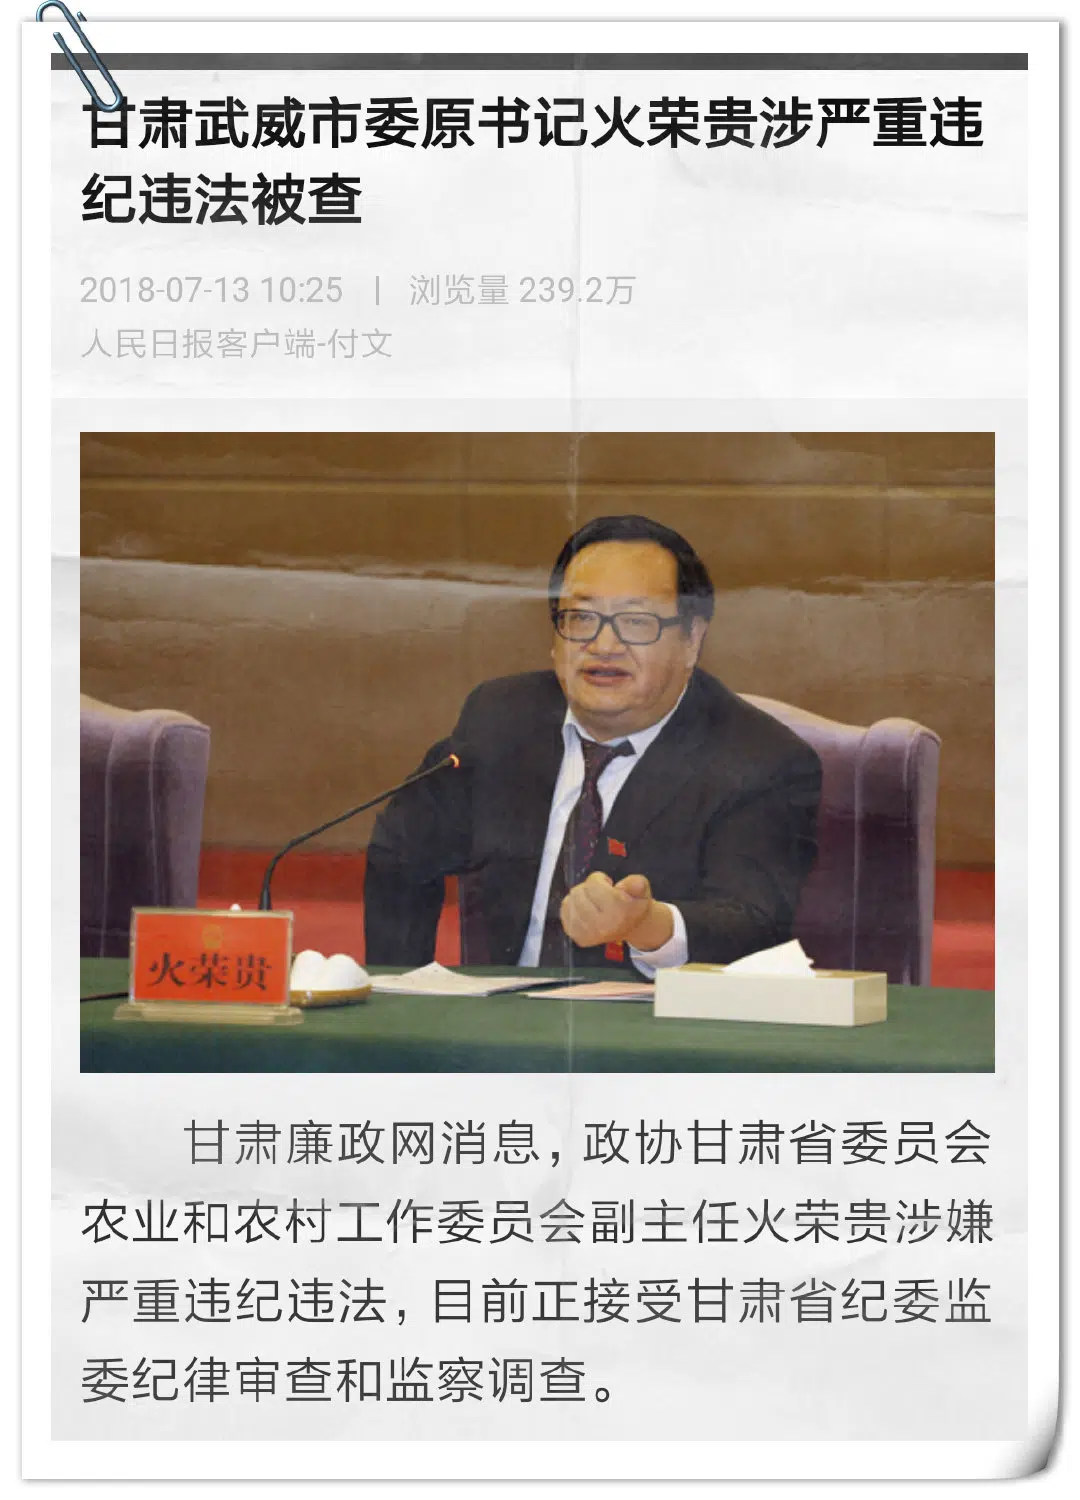 甘肃武威市委原书记火荣贵涉严重违
纪违法被查
2018-07-13 10:25 | 浏览量 239.2万
人民日报客户端-付文
火荣贵
甘肃廉政网消息，政协甘肃省委员会
农业和农村工作委员会副主任火荣贵涉嫌
严重违纪违法，目前正接受甘肃省纪委监
委纪律审查和监察调查。